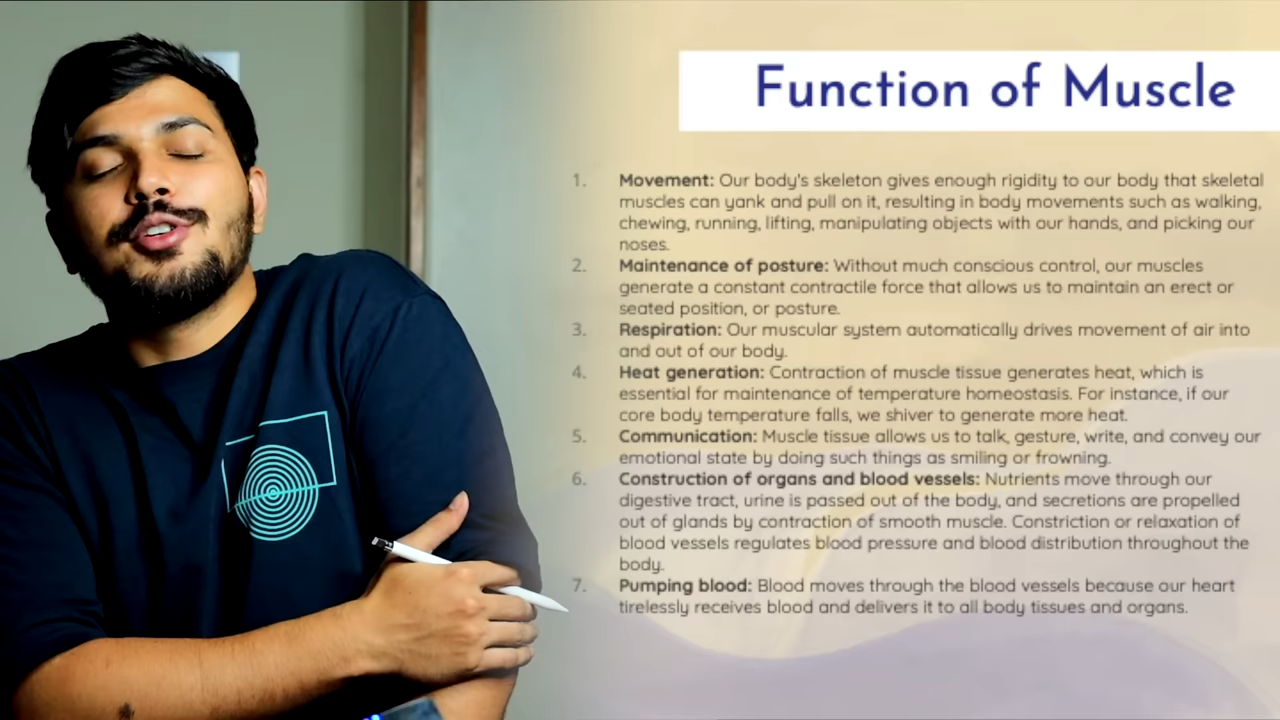 Function of Muscle
1. Movement: Our body's skeleton gives enough rigidity to our body that skeletal
muscles can yank and pull on it, resulting in body movements such as walking,
chewing, running, lifting, manipulating objects with our hands, and picking our
noses.
2. Maintenance of posture: Without much conscious control, our muscles
generate a constant contractile force that allows us to maintain an erect or
seated position, or posture.
3. Respiration: Our muscular system automatically drives movement of air into
and out of our body.
4. Heat generation: Contraction of muscle tissue generates heat, which is
essential for maintenance of temperature homeostasis. For instance, if our
core body temperature falls, we shiver to generate more heat.
5. Communication: Muscle tissue allows us to talk, gesture, write, and convey our
emotional state by doing such things as smiling or frowning.
6. Construction of organs and blood vessels: Nutrients move through our
digestive tract, urine is passed out of the body, and secretions are propelled
out of glands by contraction of smooth muscle. Constriction or relaxation of
blood vessels regulates blood pressure and blood distribution throughout the
body.
7. Pumping blood: Blood moves through the blood vessels because our heart
tirelessly receives blood and delivers it to all body tissues and organs.